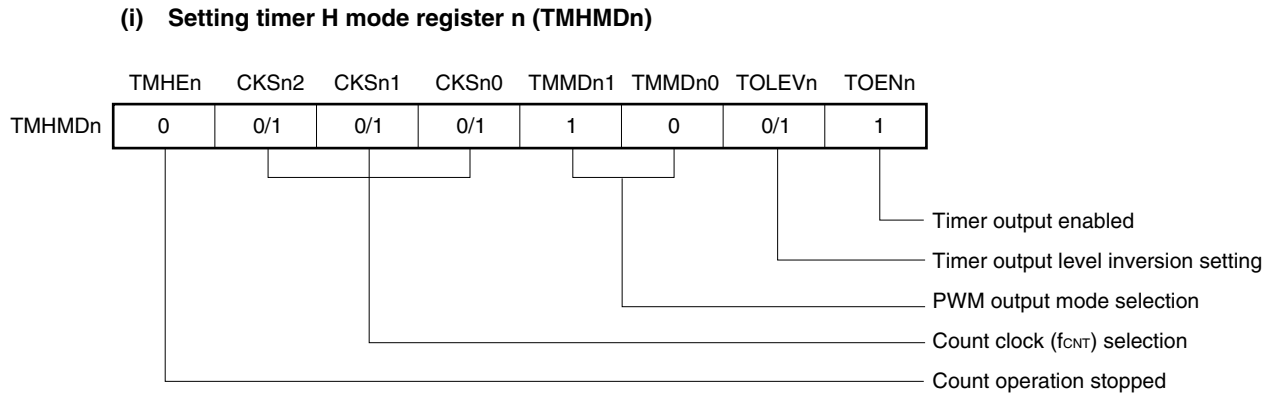 (i) Setting timer H mode register n (TMHMDn)
TMHEn CKSn2 CKSn1 CKSn0 TMMDn1 TMMDn0 TOLEVn TOENn
TMHMDn 0 0/1 0/1 0/1 1 0 0/1 1
Timer output enabled
Timer output level inversion setting
PWM output mode selection
Count clock (fCNT) selection
Count operation stopped